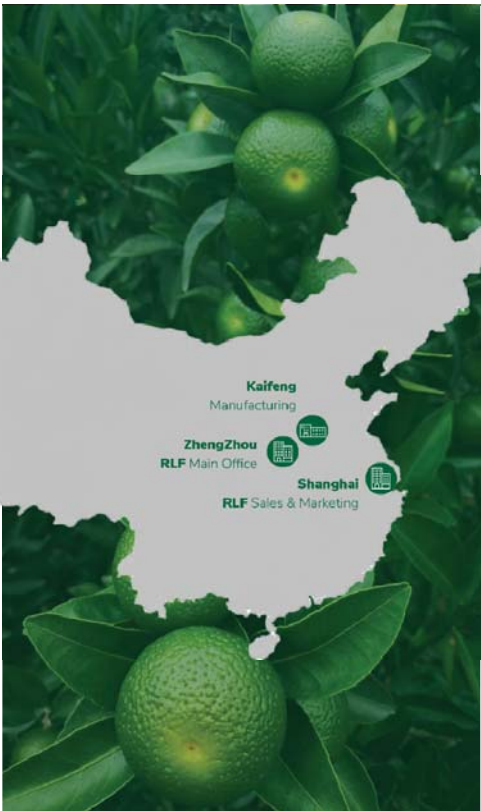 Kaifeng
Manufacturing
ZhengZhou
RLF Main Office
Shanghai
RLF Sales & Marketing